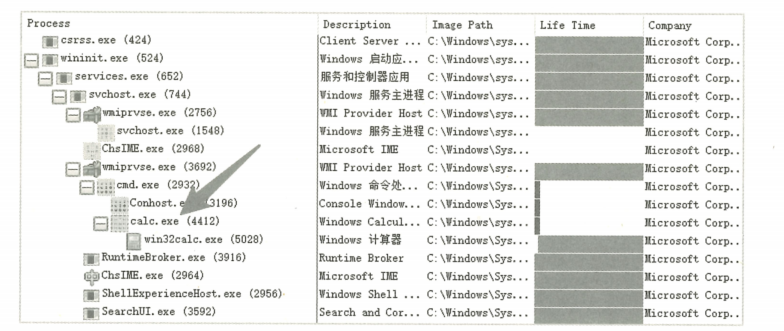 Process Description Image Path Life Time Company
csrss.exe (424) Client Server ... C:\Windows\sys... Microsoft Corp..
wininit.exe (524) Windows 启动应... C:\Windows\sys... Microsoft Corp..
services.exe (652) 服务和控制器应用 C:\Windows\sys... Microsoft Corp..
svchost.exe (744) Windows 服务主进程 C:\Windows\sys... Microsoft Corp..
wmiprvse.exe (2756) WMI Provider Host C:\Windows\sys... Microsoft Corp..
svchost.exe (1548) Windows 服务主进程 C:\Windows\sys... Microsoft Corp..
ChsIME.exe (2968) Microsoft IME C:\Windows\Sys... Microsoft Corp..
wmiprvse.exe (3692) WMI Provider Host C:\Windows\sys... Microsoft Corp..
cmd.exe (2932) Windows 命令处... C:\Windows\Sys... Microsoft Corp..
Conhost.e 3196) Console Window... C:\Windows\Sys... Microsoft Corp..
calc.exe (4412) Windows Calcul... C:\Windows\Sys... Microsoft Corp..
win32calc.exe (5028) Windows 计算器 C:\Windows\Sys... Microsoft Corp..
RuntimeBroker.exe (3916) Runtime Broker C:\Windows\Sys... Microsoft Corp..
ChsIME.exe (2964) Microsoft IME C:\Windows\Sys... Microsoft Corp..
ShellExperienceHost.exe (2956) Windows Shell ... C:\Windows\Sys... Microsoft Corp..
SearchUI.exe (3592) Search and Cor... C:\Windows\Sys... Microsoft Corp..